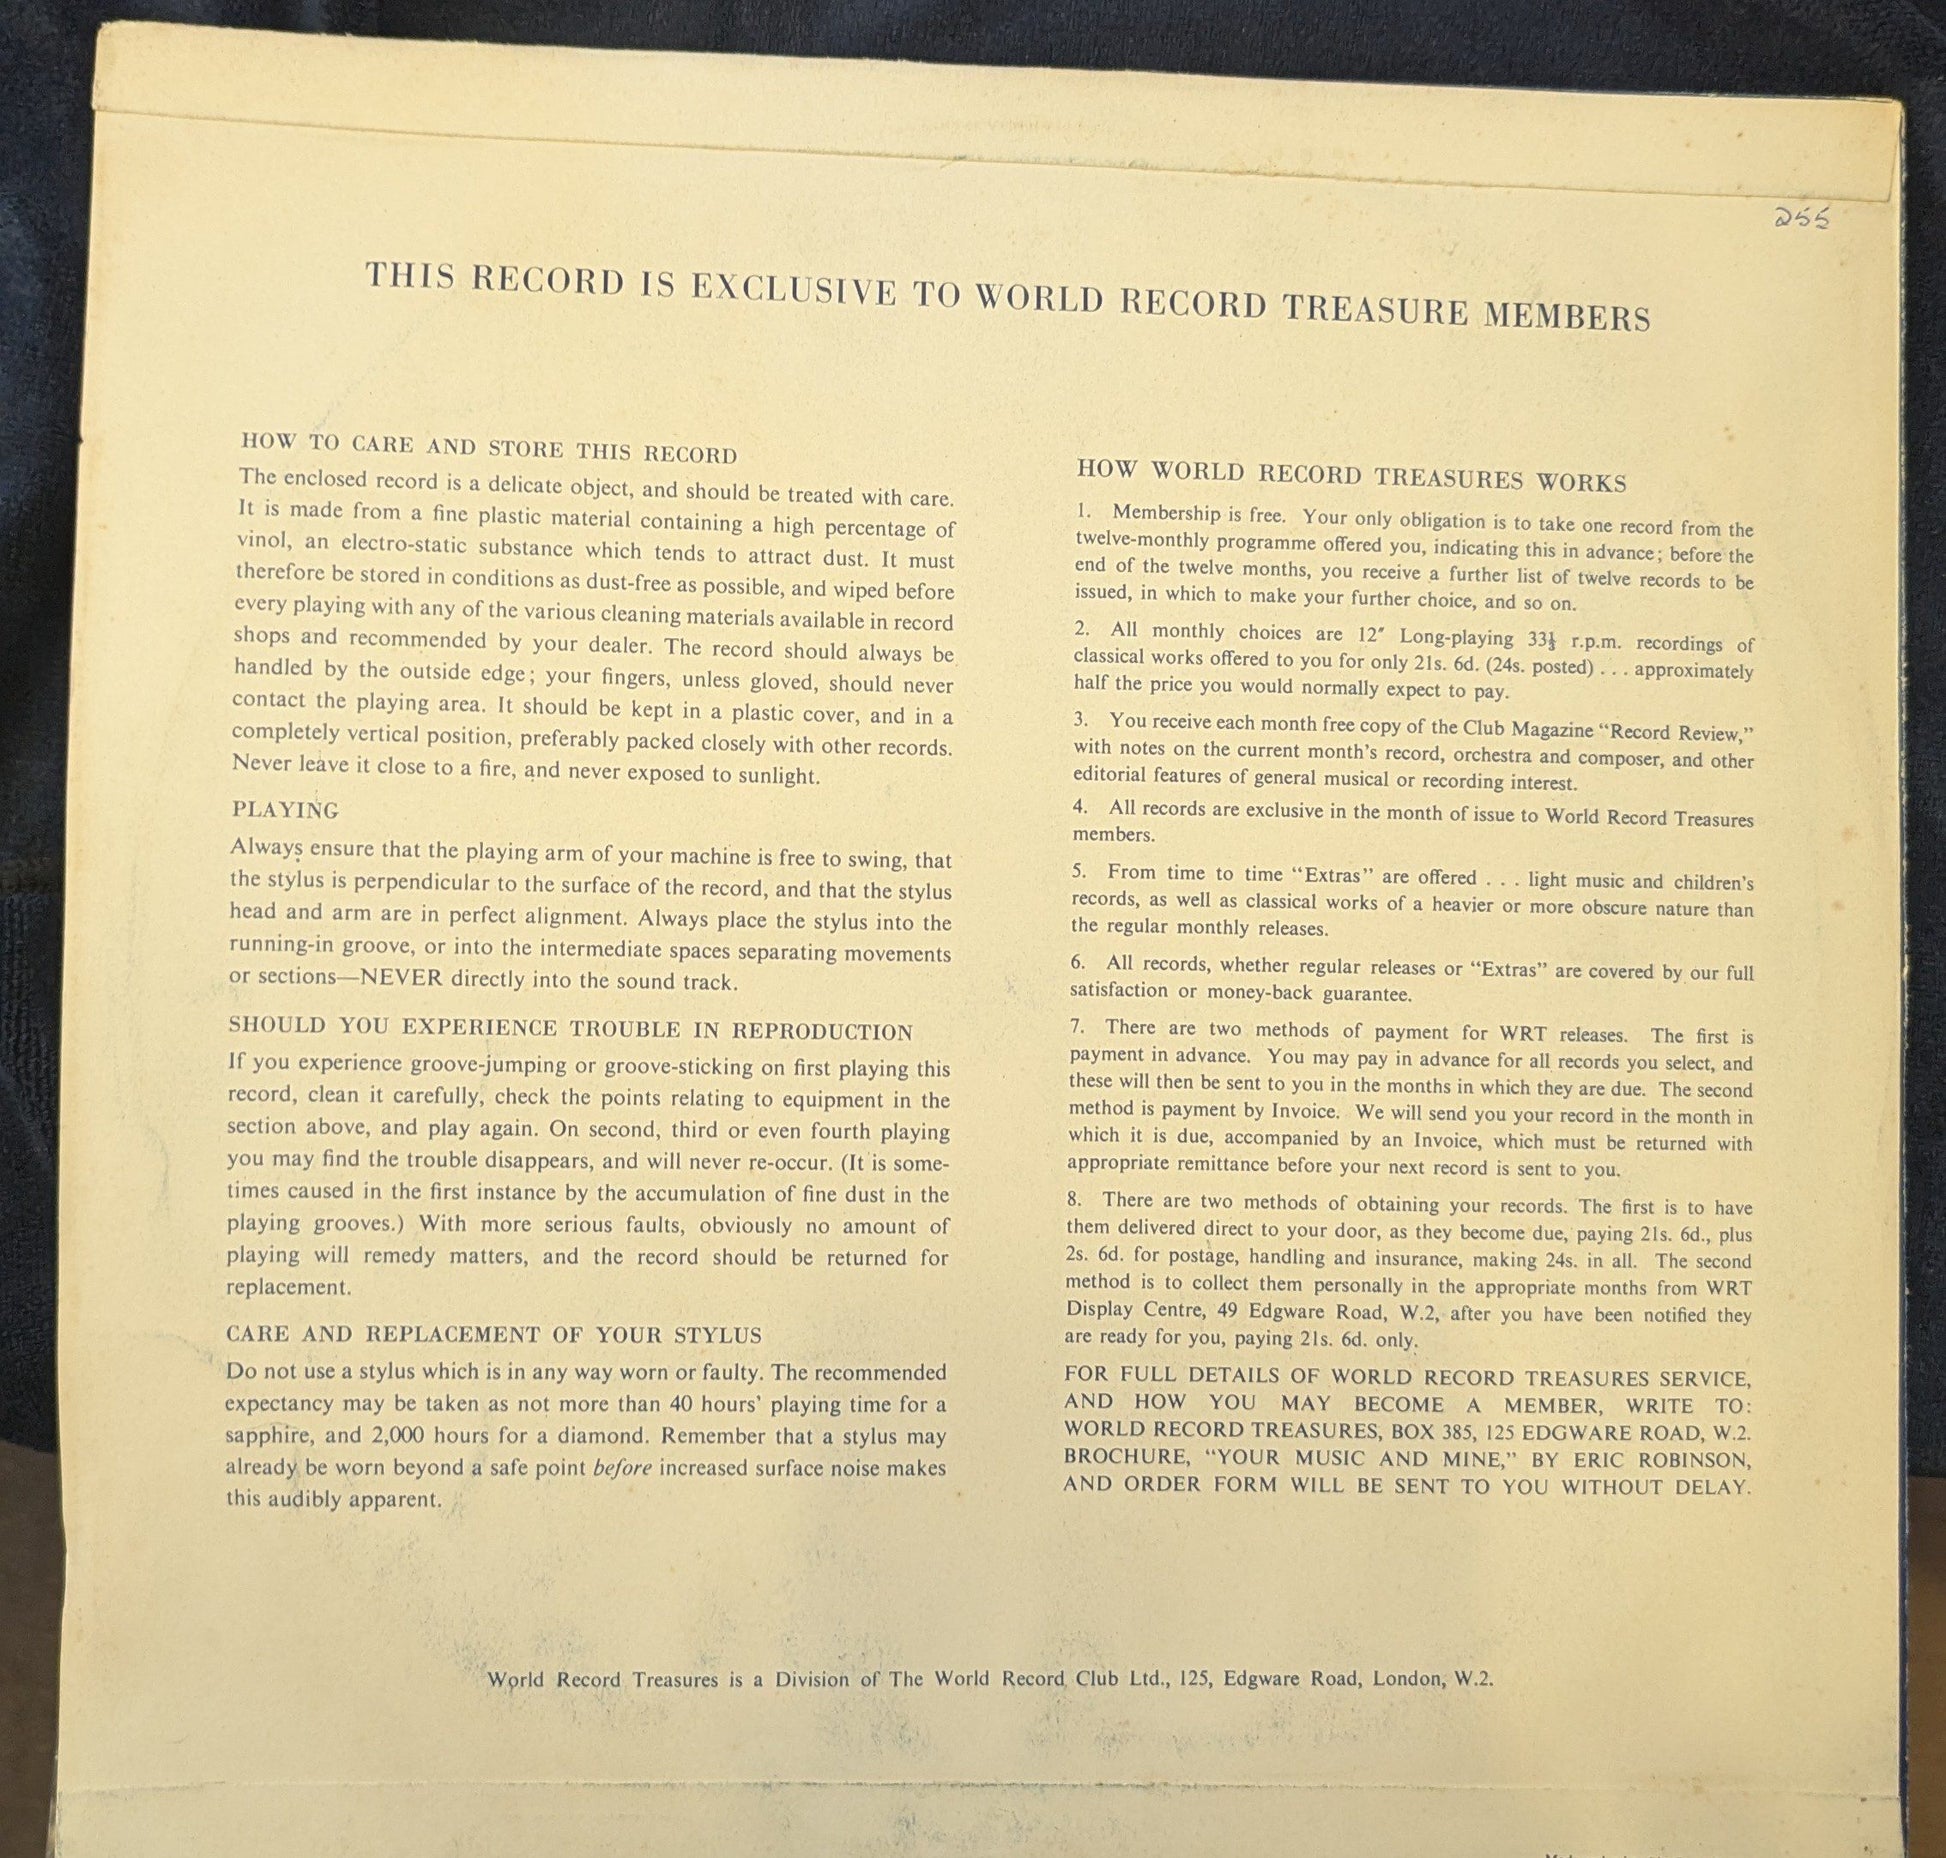 255
THIS RECORD IS EXCLUSIVE TO WORLD RECORD TREASURE MEMBERS
HOW TO CARE AND STORE THIS RECORD
The enclosed record is a delicate object, and should be treated with care.
It is made from a fine plastic material containing a high percentage of
vinol, an electro-static substance which tends to attract dust. It must
therefore be stored in conditions as dust-free as possible, and wiped before
every playing with any of the various cleaning materials available in record
shops and recommended by your dealer. The record should always be
handled by the outside edge; your fingers, unless gloved, should never
contact the playing area. It should be kept in a plastic cover, and in a
completely vertical position, preferably packed closely with other records.
Never leave it close to a fire, and never exposed to sunlight.
PLAYING
Always ensure that the playing arm of your machine is free to swing, that
the stylus is perpendicular to the surface of the record, and that the stylus
head and arm are in perfect alignment. Always place the stylus into the
running-in groove, or into the intermediate spaces separating movements
or sections—NEVER directly into the sound track.
SHOULD YOU EXPERIENCE TROUBLE IN REPRODUCTION
If you experience groove-jumping or groove-sticking on first playing this
record, clean it carefully, check the points relating to equipment in the
section above, and play again. On second, third or even fourth playing
you may find the trouble disappears, and will never re-occur. (It is some-
times caused in the first instance by the accumulation of fine dust in the
playing grooves.) With more serious faults, obviously no amount of
playing will remedy matters, and the record should be returned for
replacement.
CARE AND REPLACEMENT OF YOUR STYLUS
Do not use a stylus which is in any way worn or faulty. The recommended
expectancy may be taken as not more than 40 hours' playing time for a
sapphire, and 2,000 hours for a diamond. Remember that a stylus may
already be worn beyond a safe point before increased surface noise makes
this audibly apparent.
HOW WORLD RECORD TREASURES WORKS
1. Membership is free. Your only obligation is to take one record from the
twelve-monthly programme offered you, indicating this in advance; before the
end of the twelve months, you receive a further list of twelve records to be
issued, in which to make your further choice, and so on.
2. All monthly choices are 12″ Long-playing 33⅓ r.p.m. recordings of
classical works offered to you for only 21s. 6d. (24s. posted) . . . approximately
half the price you would normally expect to pay.
3. You receive each month free copy of the Club Magazine “Record Review,”
with notes on the current month's record, orchestra and composer, and other
editorial features of general musical or recording interest.
4. All records are exclusive in the month of issue to World Record Treasures
members.
5. From time to time “Extras” are offered . . . light music and children's
records, as well as classical works of a heavier or more obscure nature than
the regular monthly releases.
6. All records, whether regular releases or “Extras” are covered by our full
satisfaction or money-back guarantee.
7. There are two methods of payment for WRT releases. The first is
payment in advance. You may pay in advance for all records you select, and
these will then be sent to you in the months in which they are due. The second
method is payment by Invoice. We will send you your record in the month in
which it is due, accompanied by an Invoice, which must be returned with
appropriate remittance before your next record is sent to you.
8. There are two methods of obtaining your records. The first is to have
them delivered direct to your door, as they become due, paying 21s. 6d., plus
2s. 6d. for postage, handling and insurance, making 24s. in all. The second
method is to collect them personally in the appropriate months from WRT
Display Centre, 49 Edgware Road, W.2, after you have been notified they
are ready for you, paying 21s. 6d. only.
FOR FULL DETAILS OF WORLD RECORD TREASURES SERVICE,
AND HOW YOU MAY BECOME A MEMBER, WRITE TO:
WORLD RECORD TREASURES, BOX 385, 125 EDGWARE ROAD, W.2.
BROCHURE, “YOUR MUSIC AND MINE,” BY ERIC ROBINSON,
AND ORDER FORM WILL BE SENT TO YOU WITHOUT DELAY.
World Record Treasures is a Division of The World Record Club Ltd., 125, Edgware Road, London, W.2.